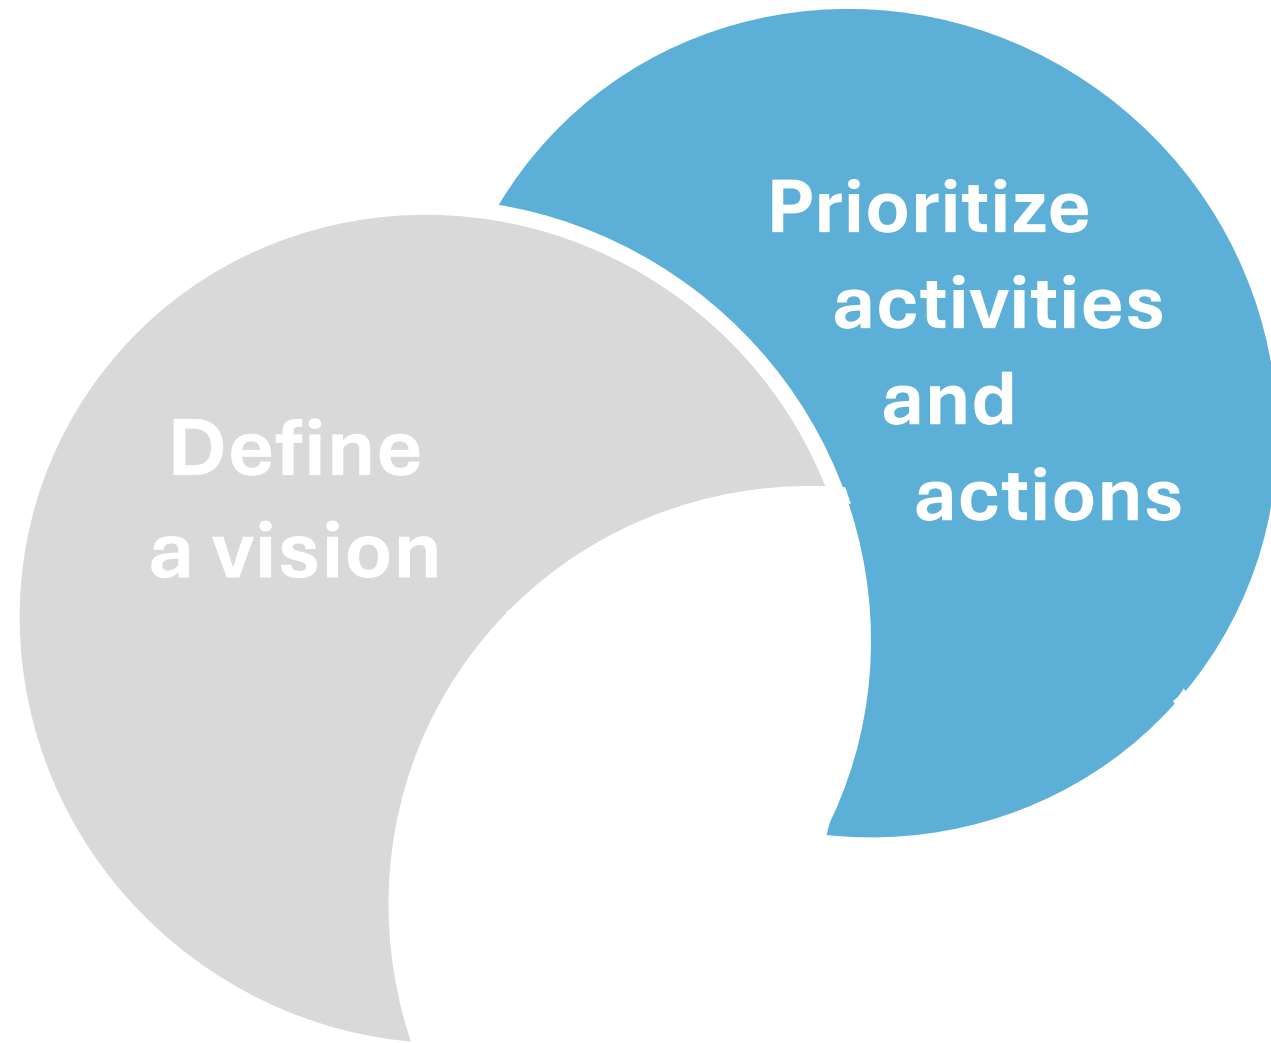 Define
a vision
Prioritize
activities
and
actions